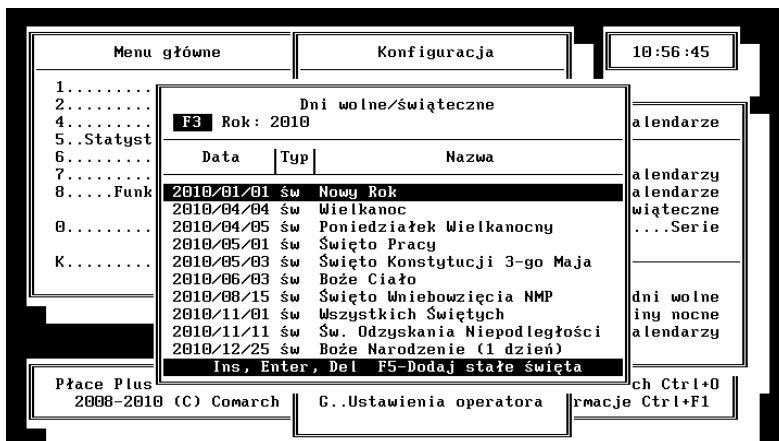 Menu główne
Konfiguracja
10:56:45
1.........
2.........
4.........
5..Statyst
6.........
7.........
8.....Funk
0.........
K.........
Dni wolne/świąteczne
F3 Rok: 2010
Data Typ Nazwa
2010/01/01 św Nowy Rok
2010/04/04 św Wielkanoc
2010/04/05 św Poniedziałek Wielkanocny
2010/05/01 św Święto Pracy
2010/05/03 św Święto Konstytucji 3-go Maja
2010/06/03 św Boże Ciało
2010/08/15 św Święto Wniebowzięcia NMP
2010/11/01 św Wszystkich Świętych
2010/11/11 św Św. Odzyskania Niepodległości
2010/12/25 św Boże Narodzenie (1 dzień)
Ins, Enter, Del F5-Dodaj stałe święta
alendarze
alendarzy
alendarze
wiąteczne
....Serie
dni wolne
iny nocne
alendarzy
Płace Plus
2008-2010 (C) Comarch
G..Ustawienia operatora
ch Ctrl+O
rmacje Ctrl+F1